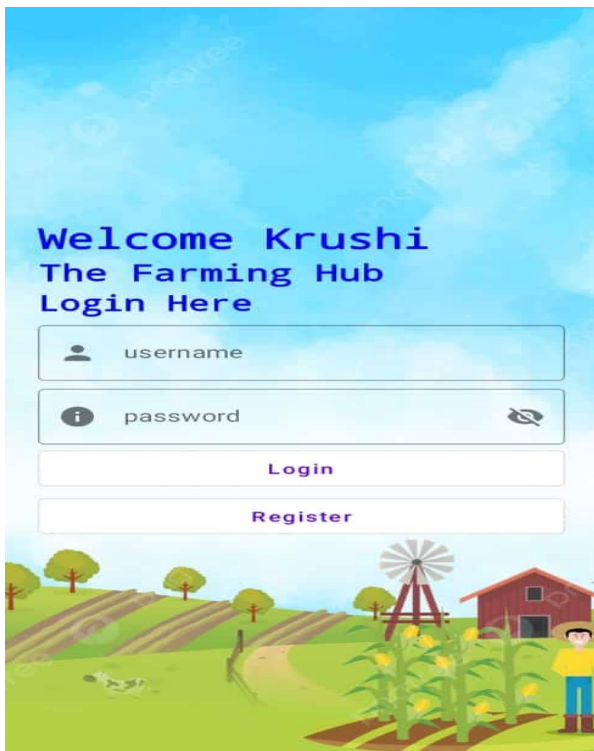 Welcome Krushi
The Farming Hub
Login Here
username
password
Login
Register